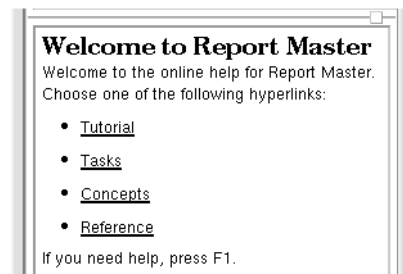 Welcome to Report Master
Welcome to the online help for Report Master.
Choose one of the following hyperlinks:
Tutorial
Tasks
Concepts
Reference
If you need help, press F1.